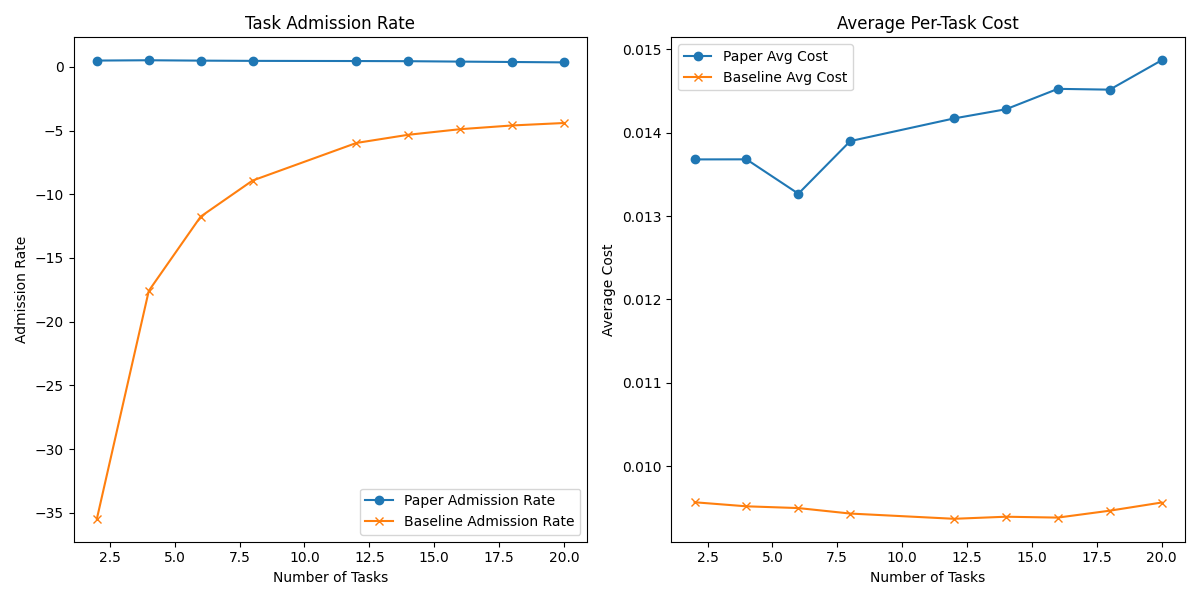 Task Admission Rate
Admission Rate
0
−5
−10
−15
−20
−25
−30
−35
Paper Admission Rate
Baseline Admission Rate
2.5 5.0 7.5 10.0 12.5 15.0 17.5 20.0
Number of Tasks
Average Per-Task Cost
Paper Avg Cost
Baseline Avg Cost
Average Cost
0.015
0.014
0.013
0.012
0.011
0.010
2.5 5.0 7.5 10.0 12.5 15.0 17.5 20.0
Number of Tasks